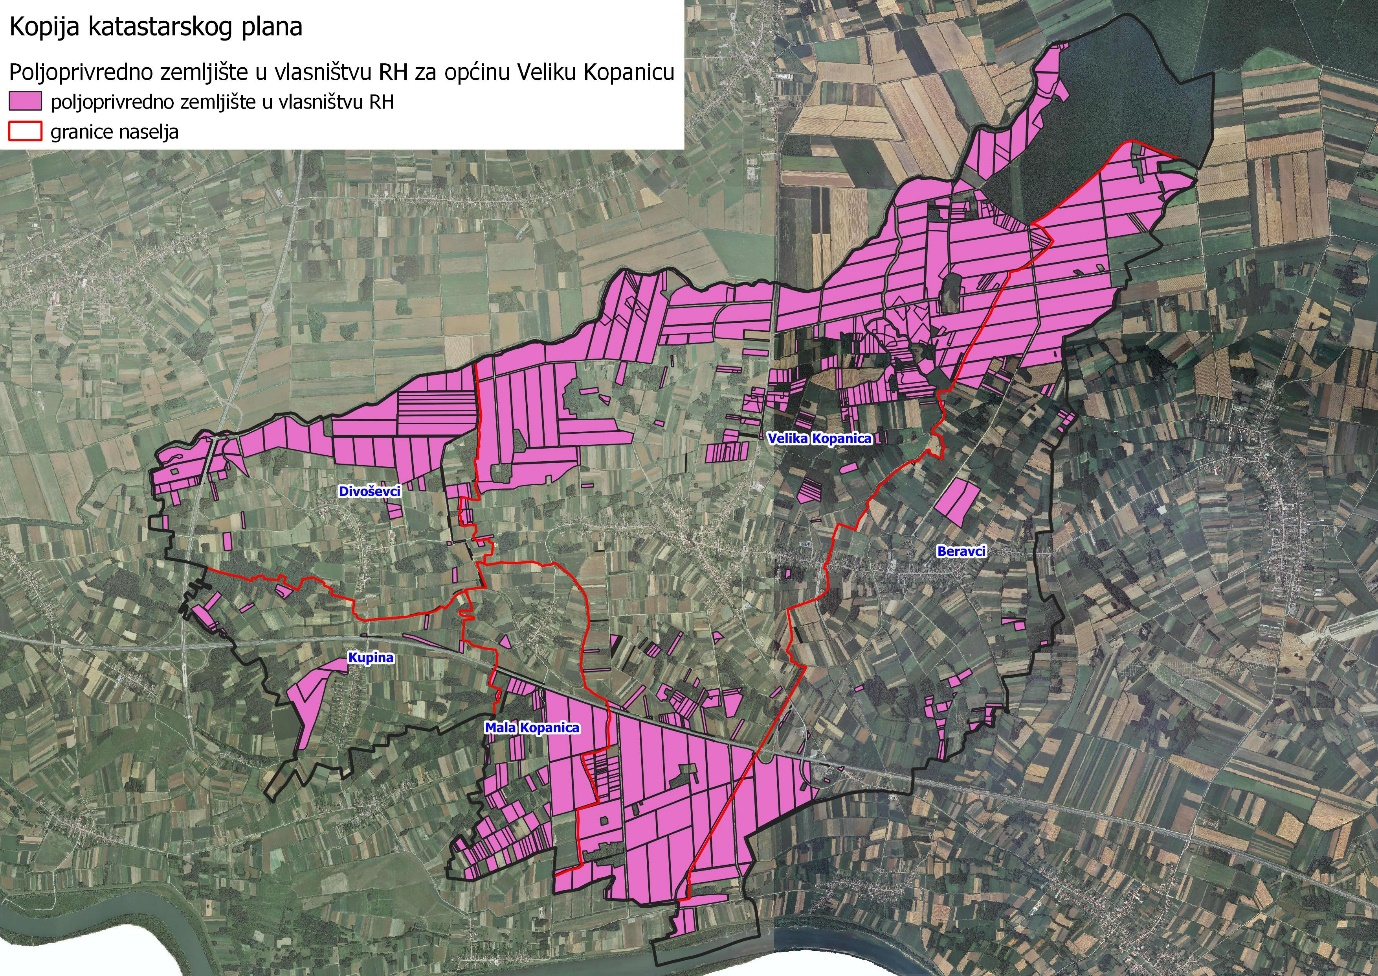 Kopija katastarskog plana
Poljoprivredno zemljište u vlasništvu RH za općinu Veliku Kopanicu
poljoprivredno zemljište u vlasništvu RH
granice naselja
Velika Kopanica
Divoševci
Beravci
Kupina
Mala Kopanica